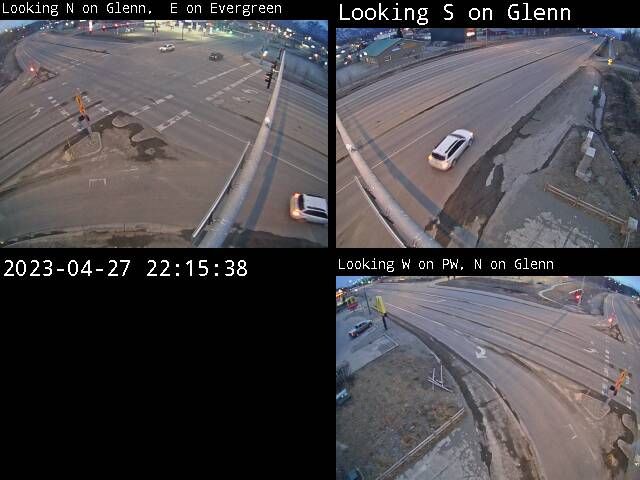 Looking N on Glenn,  E on Evergreen
Looking S on Glenn
2023-04-27 22:15:38
Looking W on PW, N on Glenn